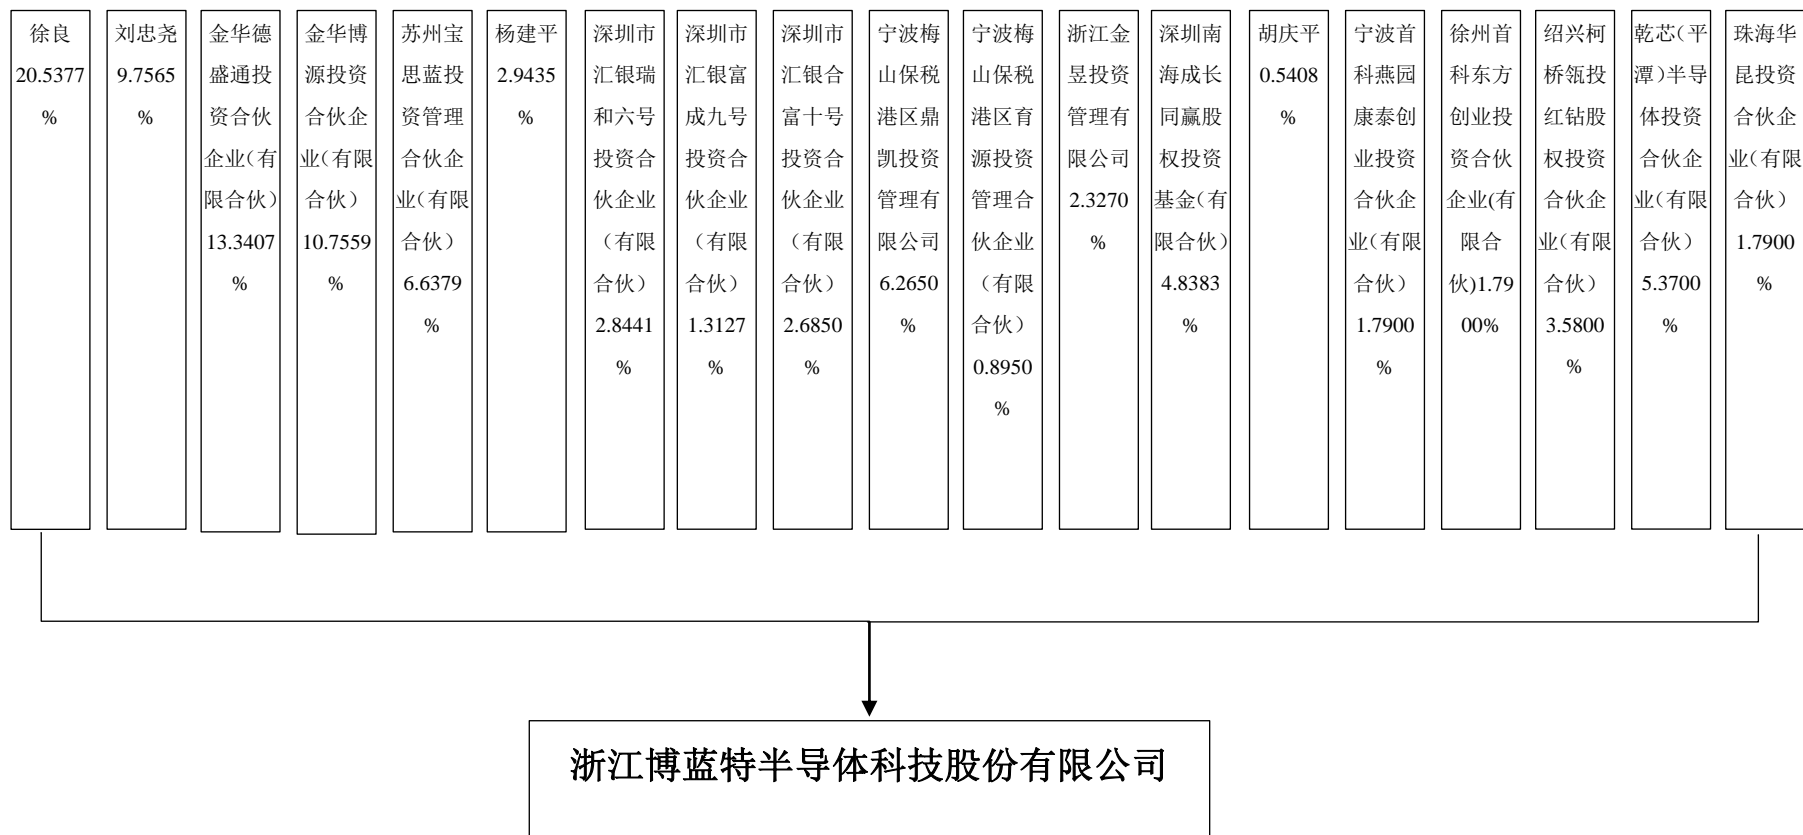 徐良
20.5377
%
刘忠尧
9.7565
%
金华德
盛通投
资合伙
企业（有
限合伙）
13.3407
%
金华博
源投资
合伙企
业（有限
合伙）
10.7559
%
苏州宝
思蓝投
资管理
合伙企
业（有限
合伙）
6.6379
%
杨建平
2.9435
%
深圳市
汇银瑞
和六号
投资合
伙企业
（有限
合伙）
2.8441
%
深圳市
汇银富
成九号
投资合
伙企业
（有限
合伙）
1.3127
%
深圳市
汇银合
富十号
投资合
伙企业
（有限
合伙）
2.6850
%
宁波梅
山保税
港区鼎
凯投资
管理有
限公司
6.2650
%
宁波梅
山保税
港区育
源投资
管理合
伙企业
（有限
合伙）
0.8950
%
浙江金
昱投资
管理有
限公司
2.3270
%
深圳南
海成长
同赢股
权投资
基金（有
限合伙）
4.8383
%
胡庆平
0.5408
%
宁波首
科燕园
康泰创
业投资
合伙企
业（有限
合伙）
1.7900
%
徐州首
科东方
创业投
资合伙
企业(有
限合
伙)1.79
00%
绍兴柯
桥瓴投
红钻股
权投资
合伙企
业（有限
合伙）
3.5800
%
乾芯（平
潭）半导
体投资
合伙企
业（有限
合伙）
5.3700
%
珠海华
昆投资
合伙企
业（有限
合伙）
1.7900
%
浙江博蓝特半导体科技股份有限公司